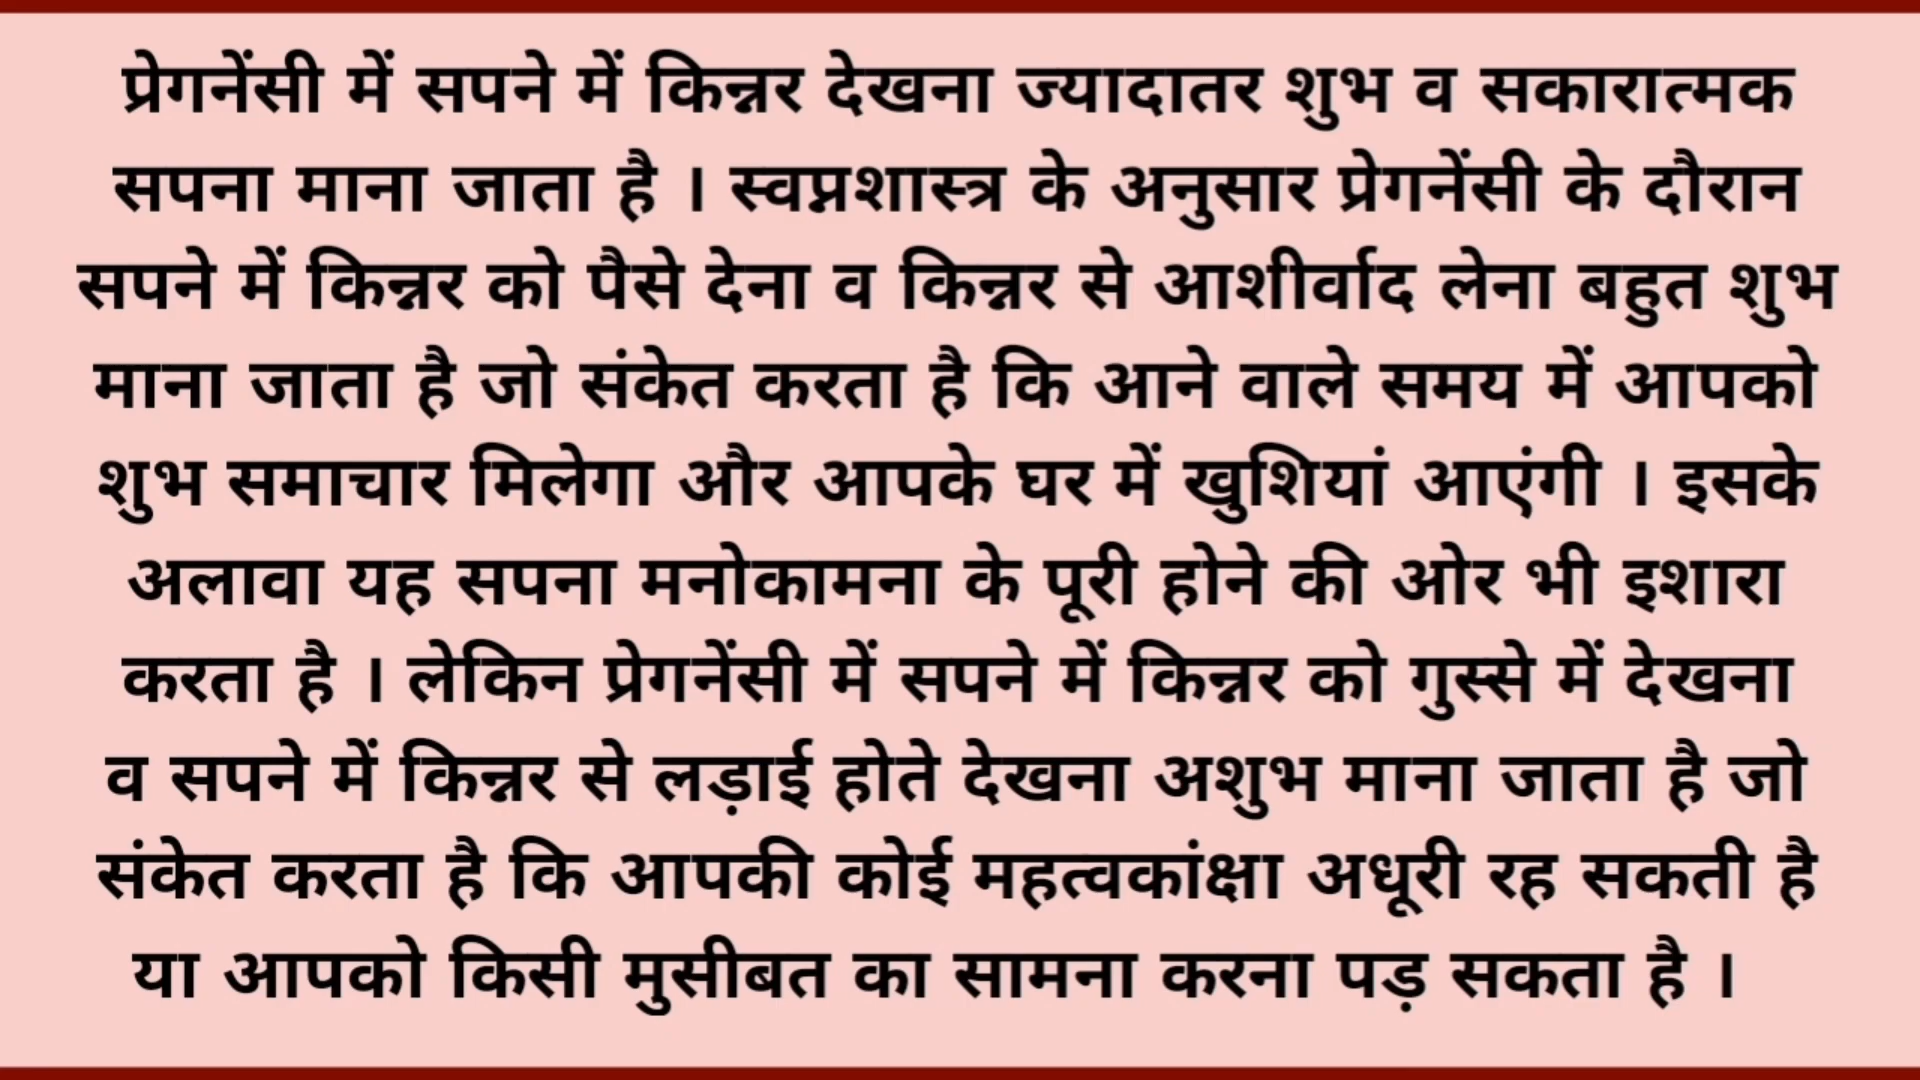 प्रेगनेंसी में सपने में किन्नर देखना ज्यादातर शुभ व सकारात्मक
सपना माना जाता है । स्वप्नशास्त्र के अनुसार प्रेगनेंसी के दौरान
सपने में किन्नर को पैसे देना व किन्नर से आशीर्वाद लेना बहुत शुभ
माना जाता है जो संकेत करता है कि आने वाले समय में आपको
शुभ समाचार मिलेगा और आपके घर में खुशियां आएंगी । इसके
अलावा यह सपना मनोकामना के पूरी होने की ओर भी इशारा
करता है । लेकिन प्रेगनेंसी में सपने में किन्नर को गुस्से में देखना
व सपने में किन्नर से लड़ाई होते देखना अशुभ माना जाता है जो
संकेत करता है कि आपकी कोई महत्वकांक्षा अधूरी रह सकती है
या आपको किसी मुसीबत का सामना करना पड़ सकता है ।